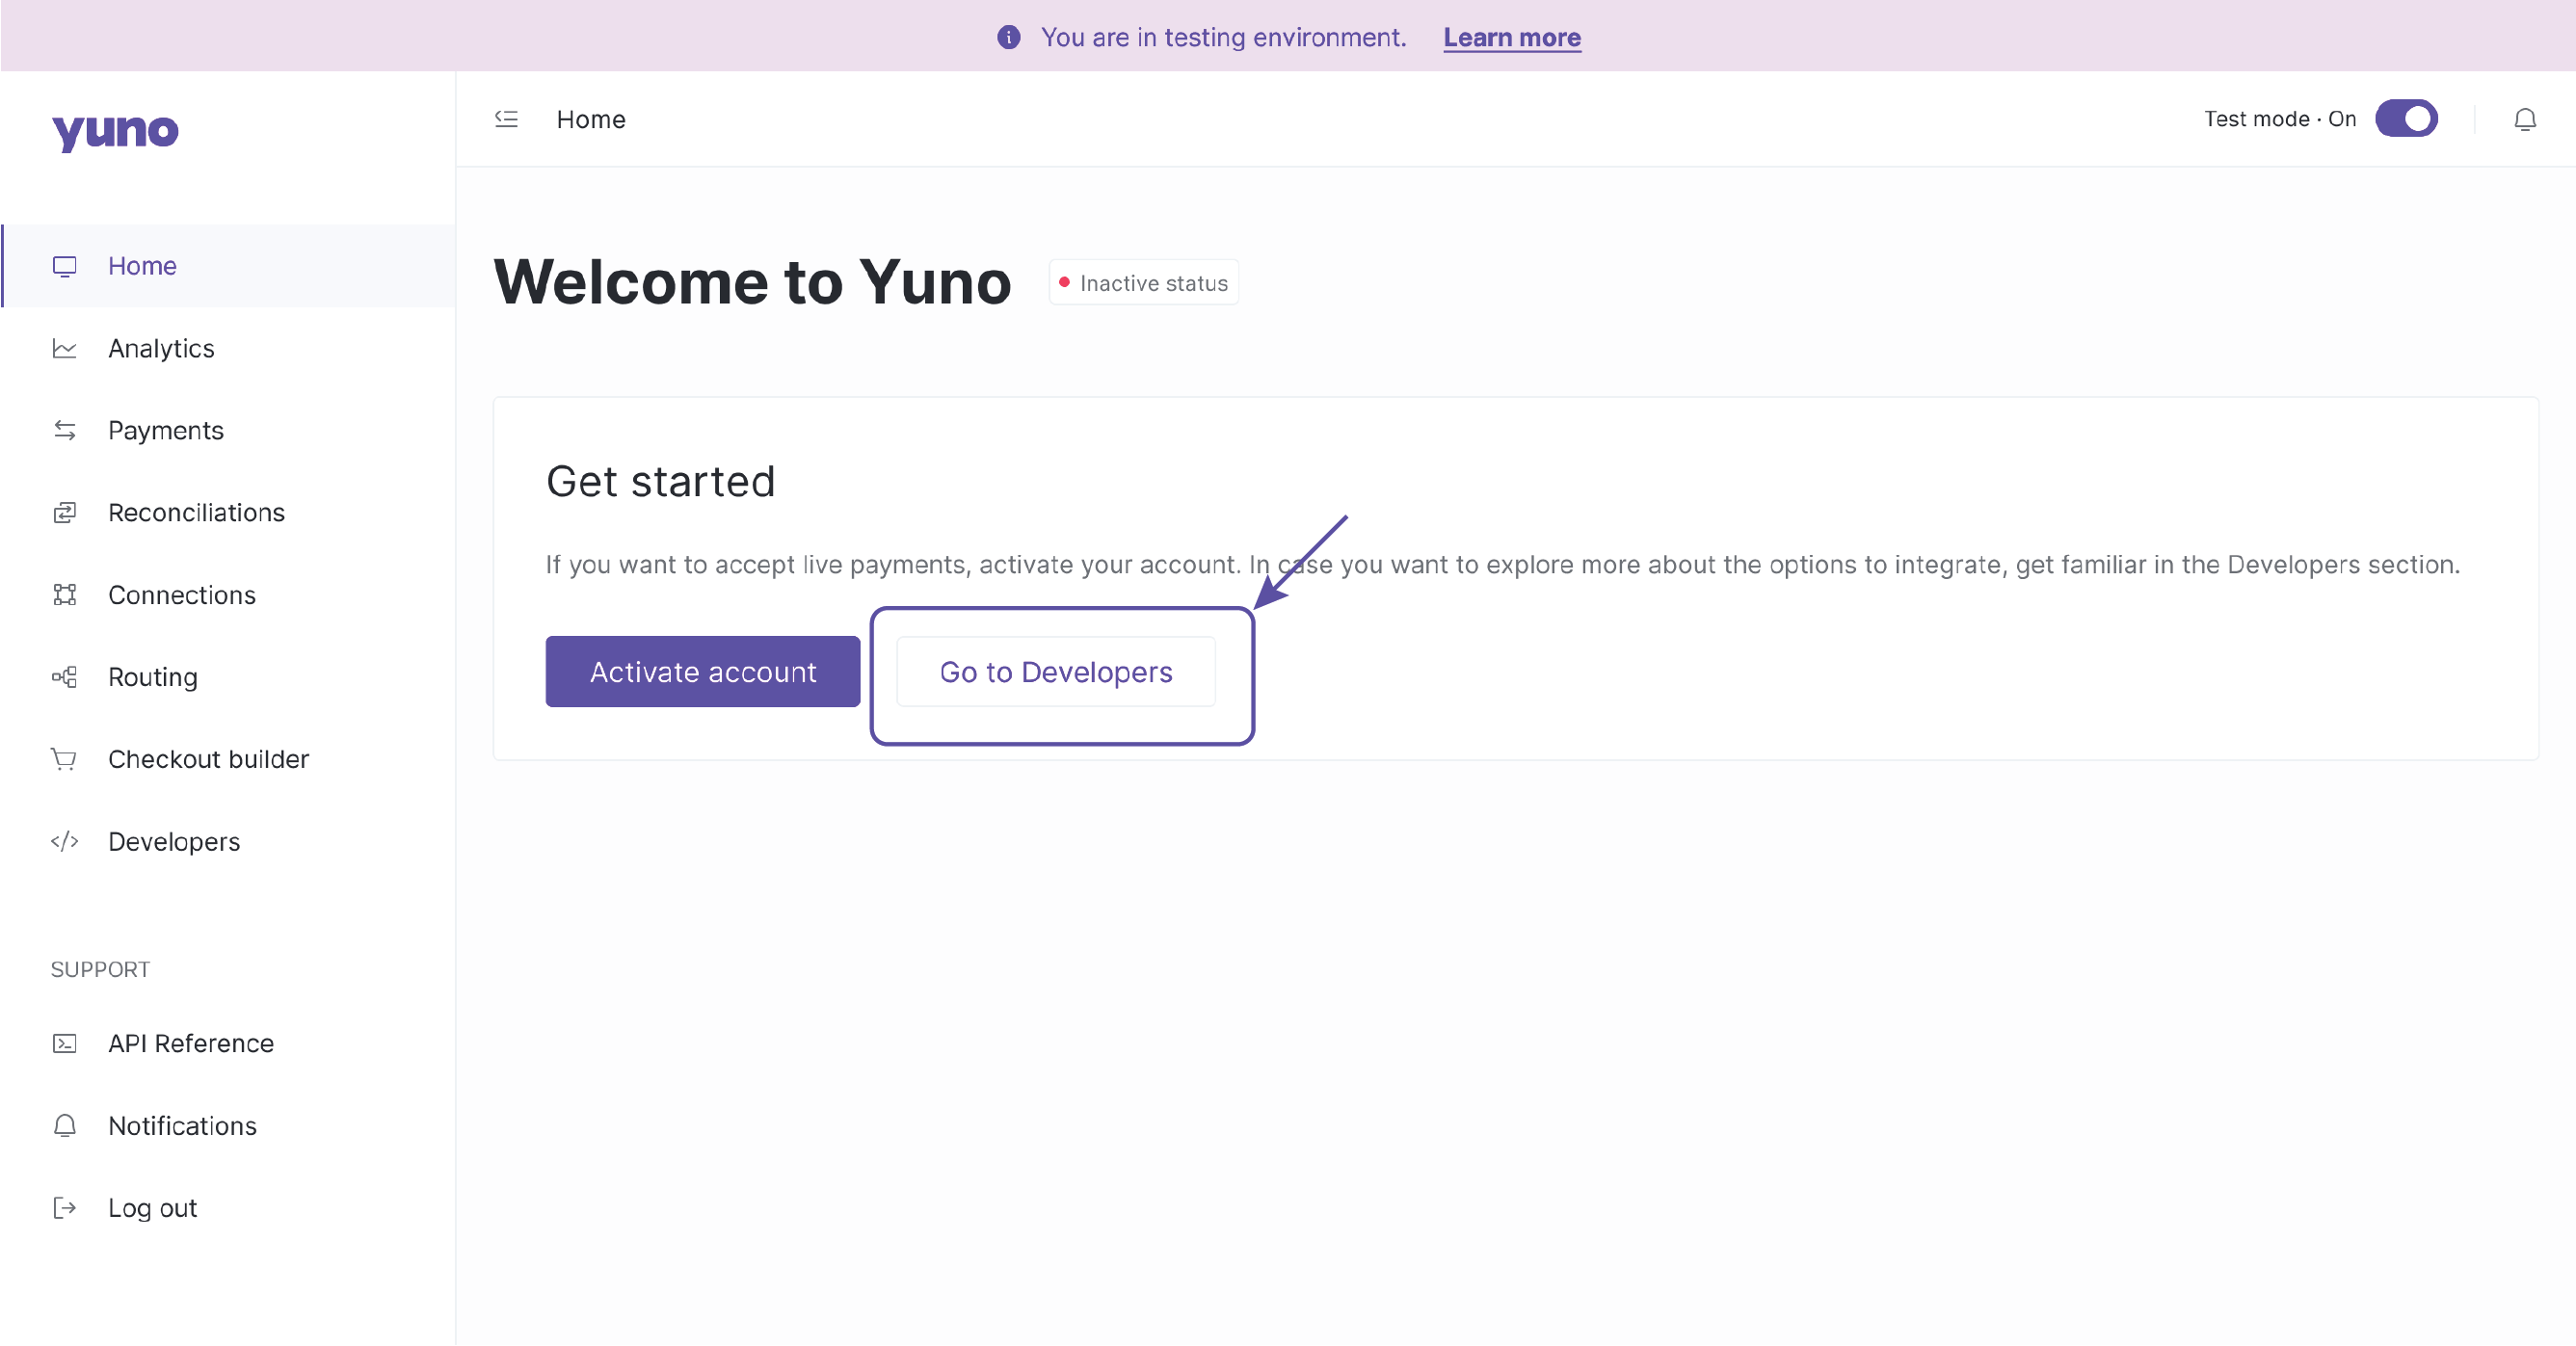 You are in testing environment. Learn more
yuno
Home
Test mode · On
Home
Analytics
Payments
Reconciliations
Connections
Routing
Checkout builder
Developers
SUPPORT
API Reference
Notifications
Log out
Welcome to Yuno
Inactive status
Get started
If you want to accept live payments, activate your account. In case you want to explore more about the options to integrate, get familiar in the Developers section.
Activate account
Go to Developers